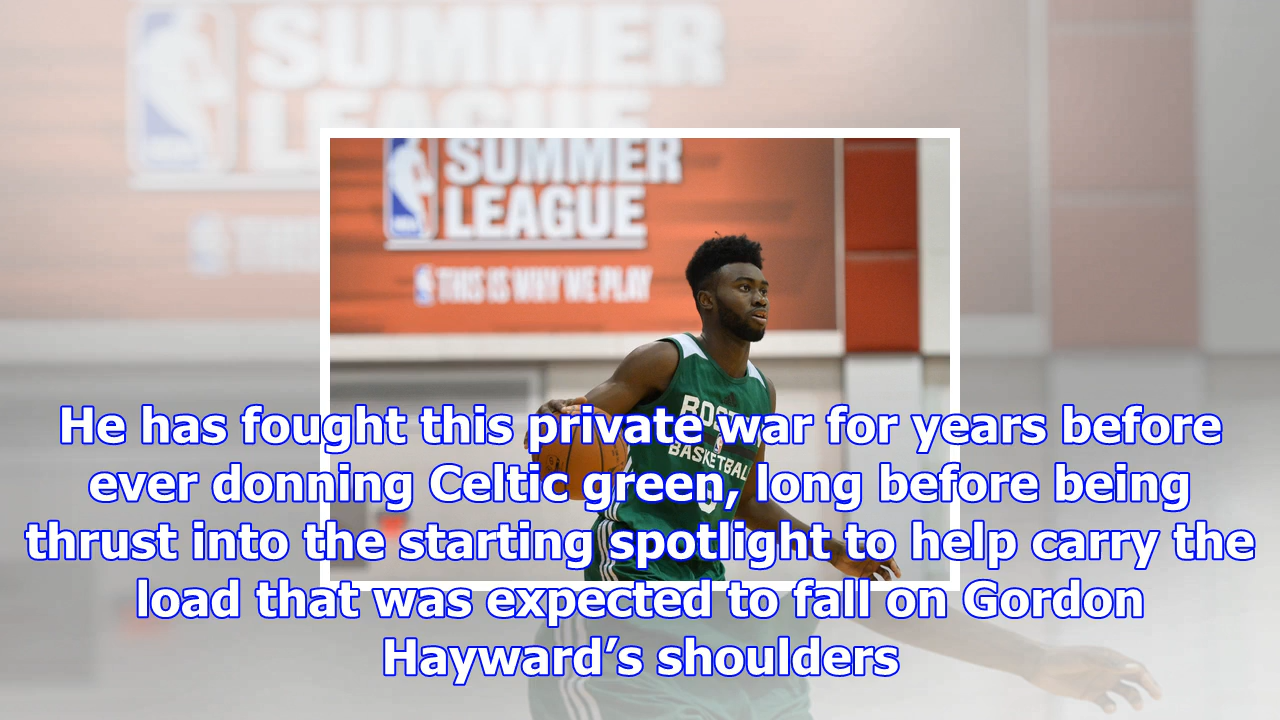 SUMMER
LEAGUE
SUMMER
LEAGUE
THIS IS WHY WE PLAY
BASKETBALL
He has fought this private war for years before
ever donning Celtic green, long before being
thrust into the starting spotlight to help carry the
load that was expected to fall on Gordon
Hayward’s shoulders